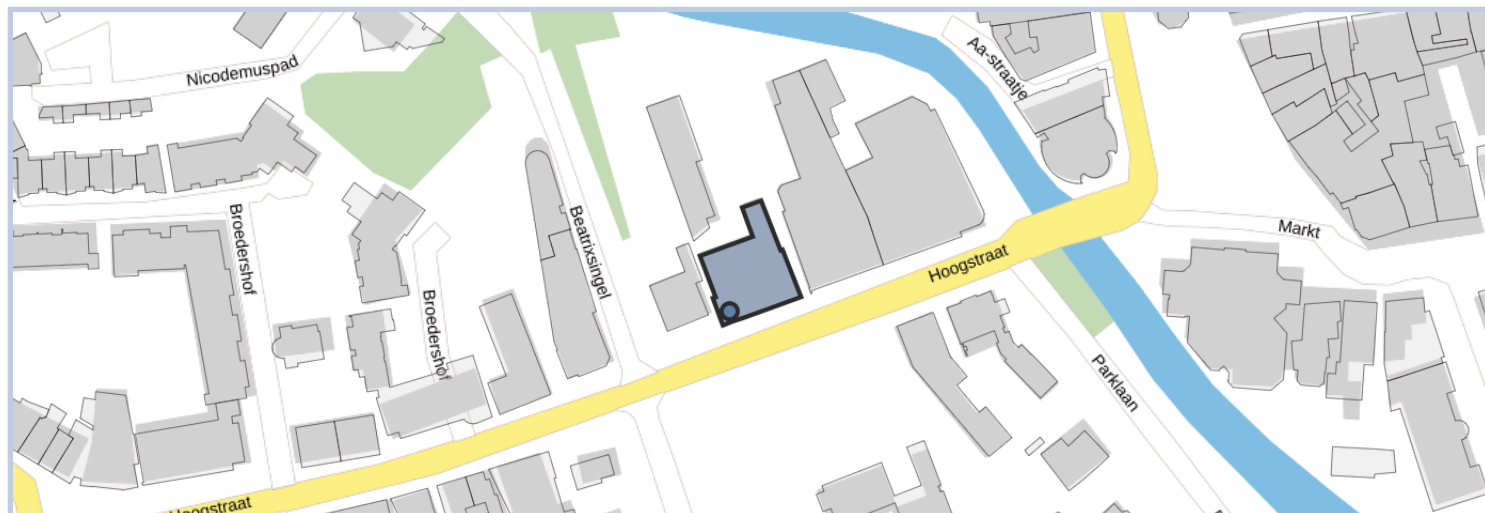 Nicodemuspad
Aa-straatje
Broedershof
Beatrixsingel
Markt
Hoogstraat
Broedershof
Parklaan
Hoogstraat